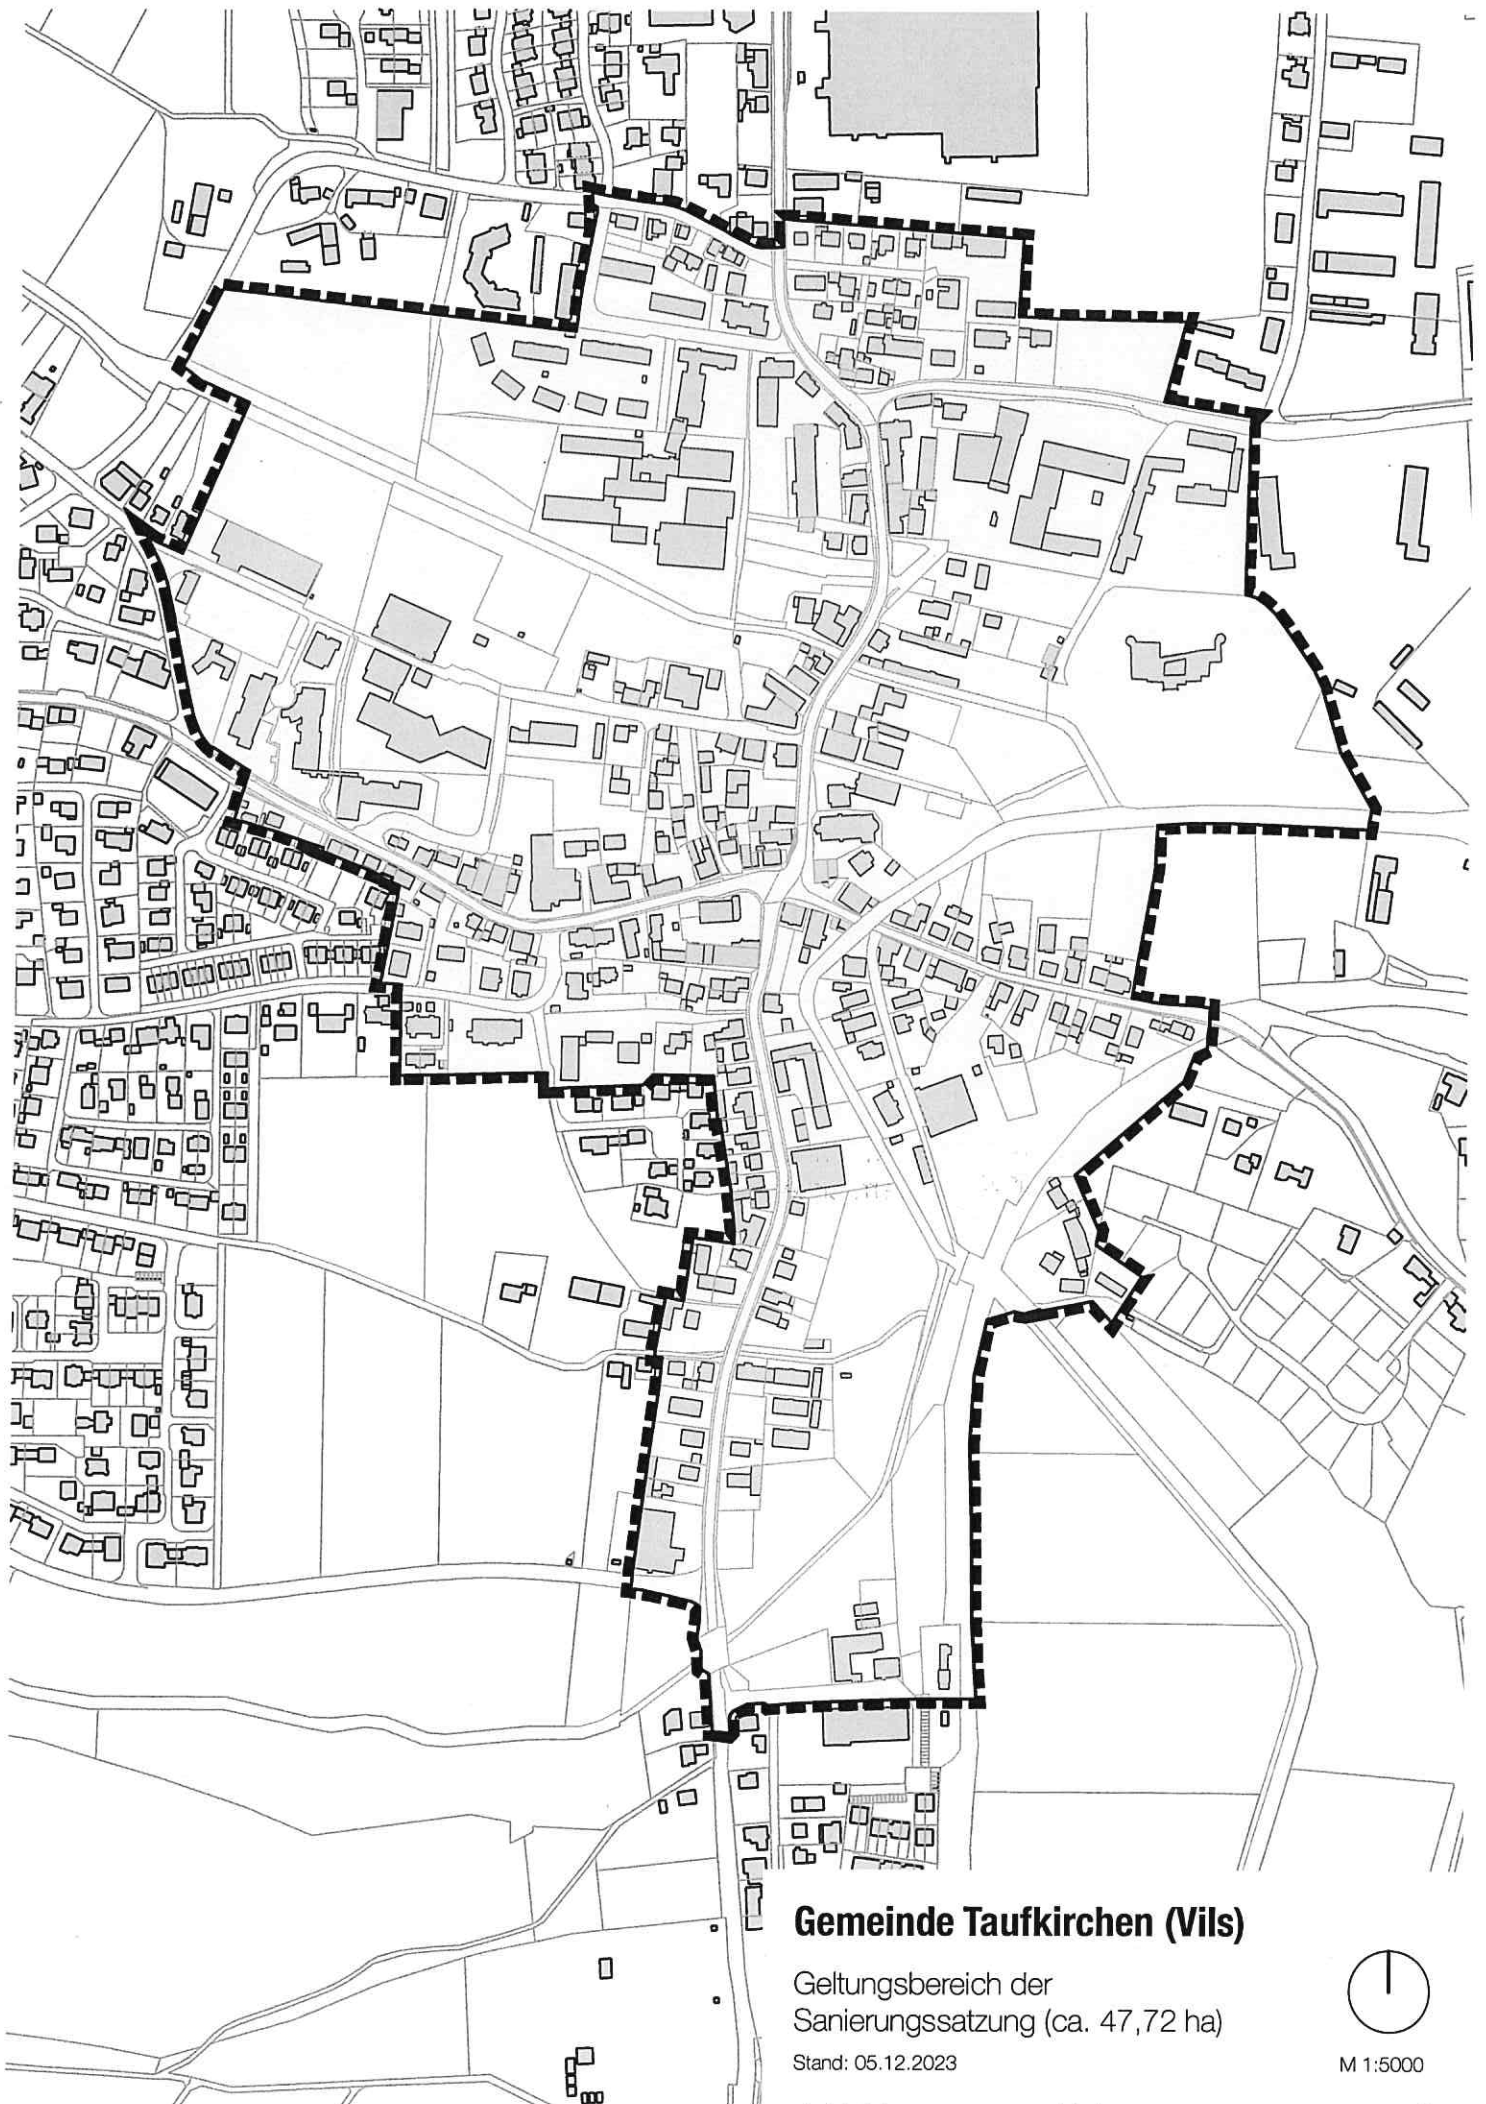 Gemeinde Taufkirchen (Vils)
Geltungsbereich der
Sanierungssatzung (ca. 47,72 ha)
Stand: 05.12.2023
M 1:5000